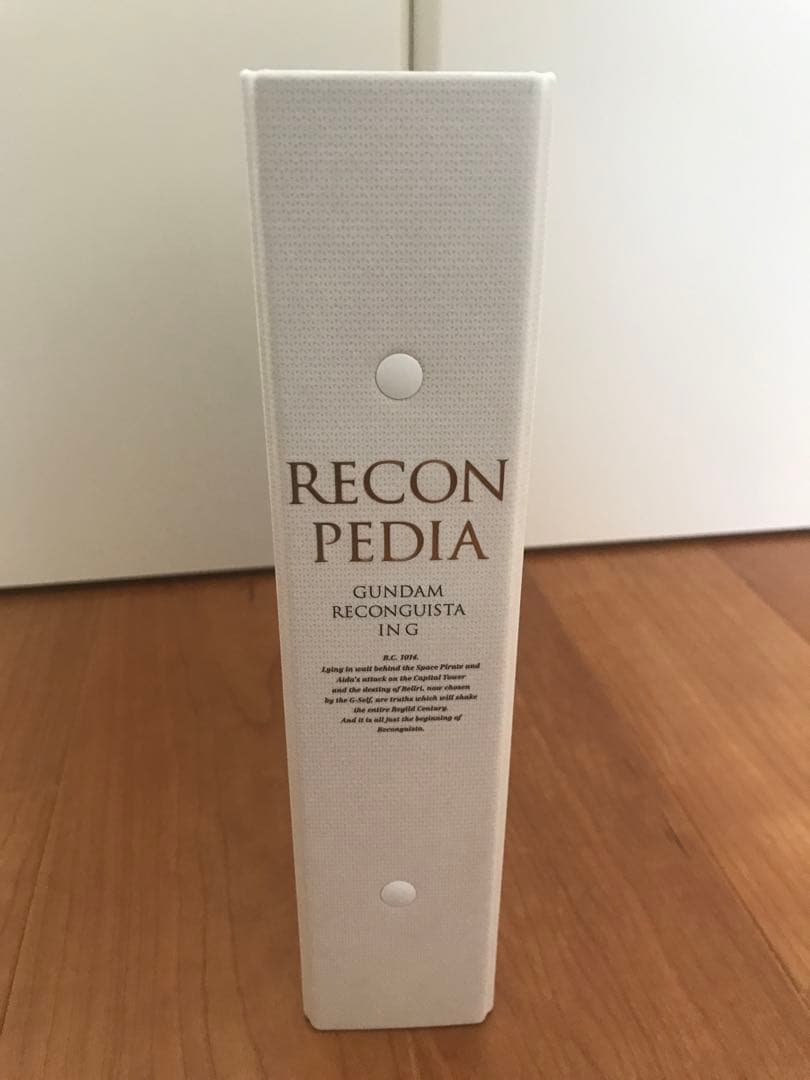 RECON
PEDIA
GUNDAM
RECONGUISTA
IN G
R.C. 1014.
Lying in wait behind the Space Pirate and
Aida's attack on the Capital Tower
and the destiny of Bellri, now chosen
by the G-Self, are truths which will shake
the entire Regild Century.
And it is all just the beginning of
Reconguista.